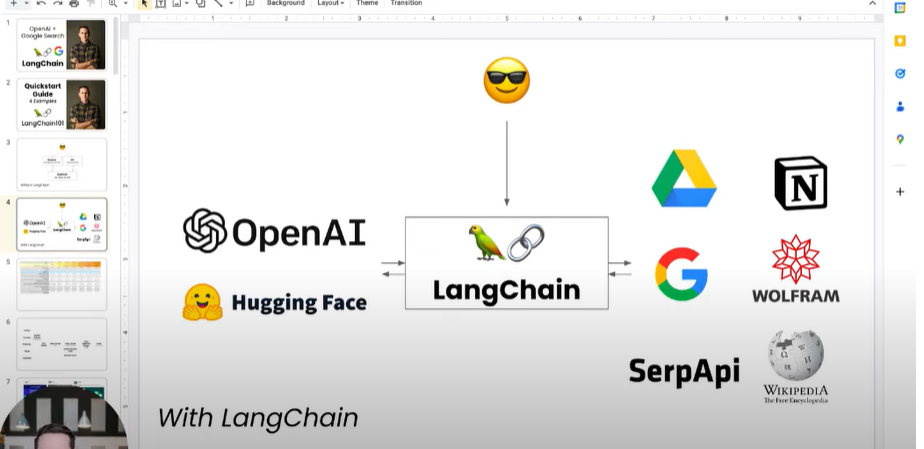 Background
Layout
Theme
Transition
1
OpenAI +
Google Search
LangChain
2
Quickstart
Guide
4 Examples
LangChain101
3
4
5
6
7
OpenAI
Hugging Face
LangChain
N
G
WOLFRAM
SerpApi
WIKIPEDIA
The Free Encyclopedia
With LangChain